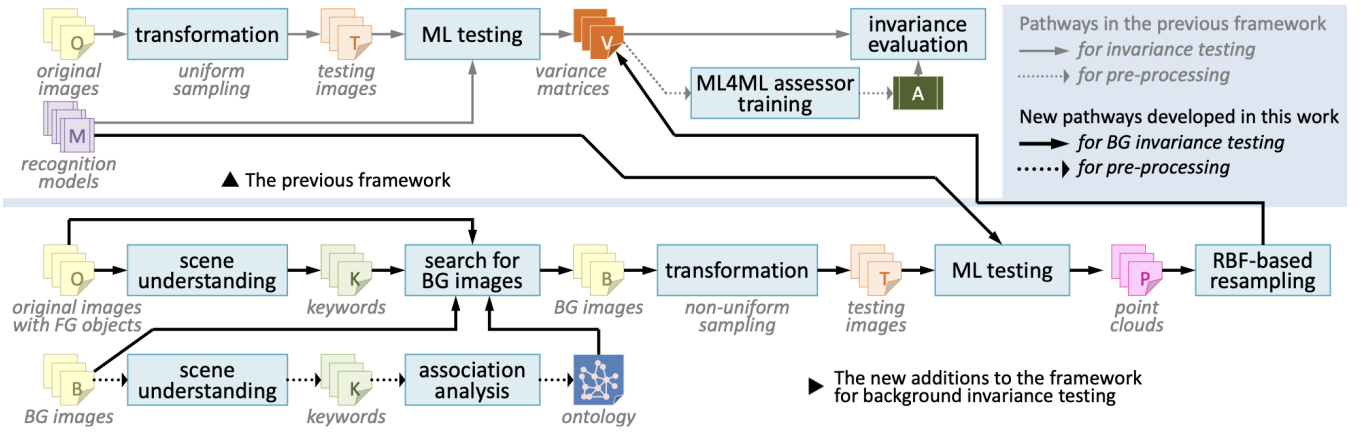 O
original
images
transformation
uniform
sampling
T
testing
images
ML testing
V
variance
matrices
ML4ML assessor
training
A
invariance
evaluation
M
recognition
models
▲ The previous framework
Pathways in the previous framework
for invariance testing
for pre-processing
New pathways developed in this work
for BG invariance testing
for pre-processing
O
original images
with FG objects
scene
understanding
K
keywords
search for
BG images
B
BG images
transformation
non-uniform
sampling
T
testing
images
ML testing
P
point
clouds
RBF-based
resampling
B
BG images
scene
understanding
K
keywords
association
analysis
ontology
▶ The new additions to the framework
for background invariance testing